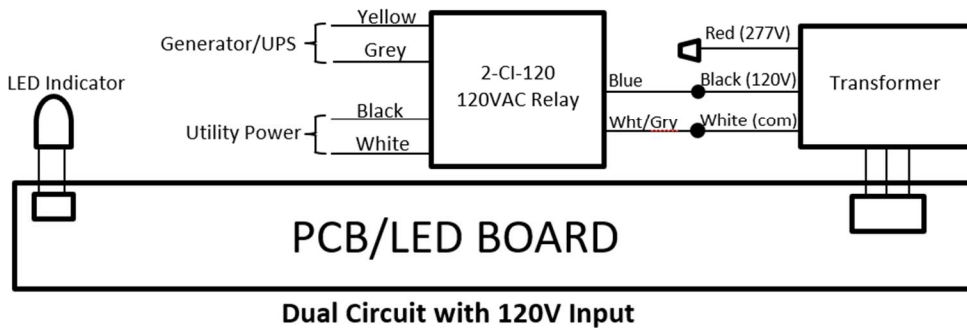 Yellow
Generator/UPS
Grey
LED Indicator
Black
Utility Power
White
2-CI-120
120VAC Relay
Red (277V)
Blue
Black (120V)
Wht/Gry
White (com)
Transformer
PCB/LED BOARD
Dual Circuit with 120V Input